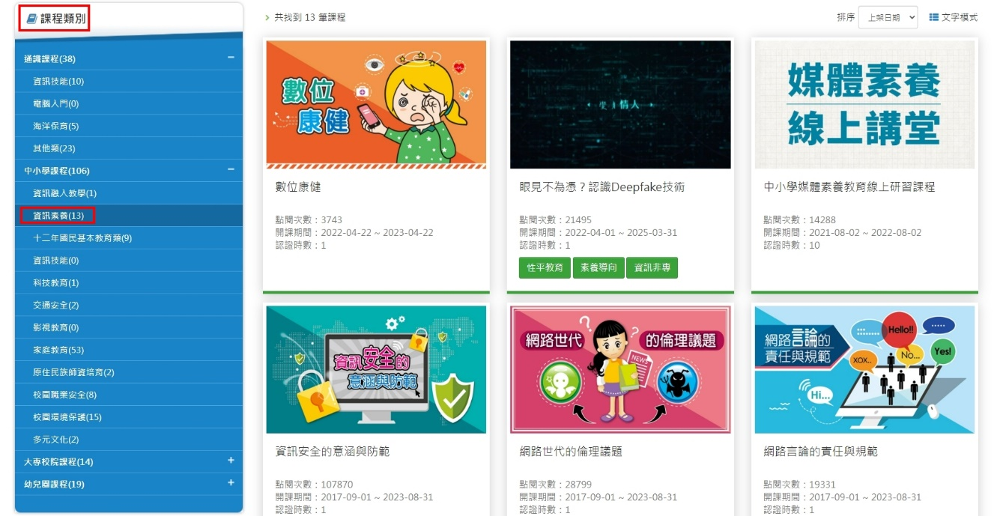 課程類別
通識課程(38)
資訊技能(10)
電腦入門(0)
海洋保育(5)
其他類(23)
中小學課程(106)
資訊融入教學(1)
資訊素養(13)
十二年國民基本教育類(9)
資訊技能(0)
科技教育(1)
交通安全(2)
影視教育(0)
家庭教育(53)
原住民族師資培育(2)
校園職業安全(8)
校園環境保護(15)
多元文化(2)
大專校院課程(14)
幼兒園課程(19)
共找到 13 筆課程
排序 上架日期 文字模式
數位
康健
數位康健
點閱次數：3743
開課期間：2022-04-22 ~ 2023-04-22
認證時數：1
情人
眼見不為憑？認識Deepfake技術
點閱次數：21495
開課期間：2022-04-01 ~ 2025-03-31
認證時數：1
性平教育 素養導向 資訊非專
媒體素養
線上講堂
中小學媒體素養教育線上研習課程
點閱次數：14288
開課期間：2021-08-02 ~ 2022-08-02
認證時數：10
資訊安全的
意涵與防範
資訊安全的意涵與防範
點閱次數：107870
開課期間：2017-09-01 ~ 2023-08-31
認證時數：1
網路世代 的倫理議題
NEWS
網路世代的倫理議題
點閱次數：28799
開課期間：2017-09-01 ~ 2023-08-31
認證時數：1
網路言論的
責任與規範
Hello!!
.....
XOX..
No...
Yes!
Hi...
網路言論的責任與規範
點閱次數：19331
開課期間：2017-09-01 ~ 2023-08-31
認證時數：1